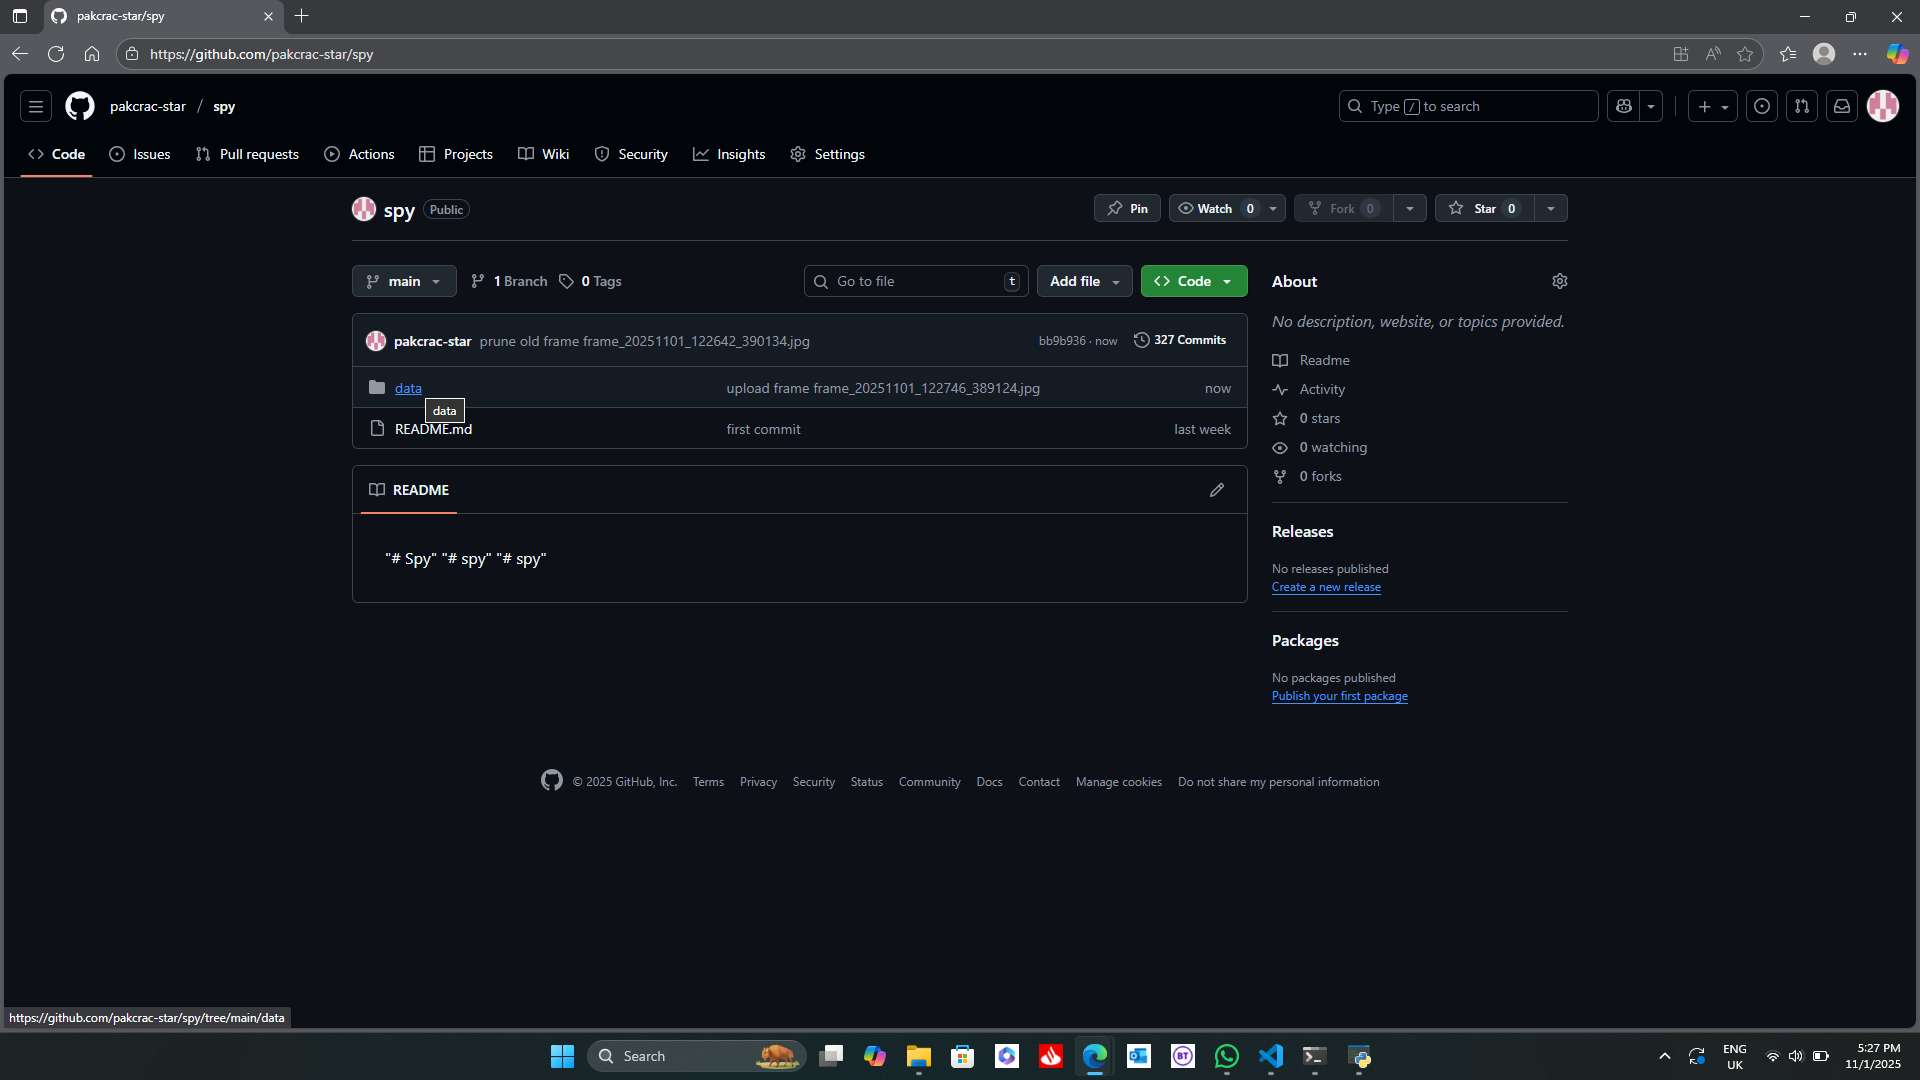 pakcrac-star/spy
https://github.com/pakcrac-star/spy
pakcrac-star / spy
Type / to search
Code Issues Pull requests Actions Projects Wiki Security Insights Settings
spy Public
Pin Watch 0 Fork 0 Star 0
main 1 Branch 0 Tags Go to file t Add file Code
pakcrac-star prune old frame frame_20251101_122642_390134.jpg bb9b936 · now 327 Commits
data upload frame frame_20251101_122746_389124.jpg now
data
README.md first commit last week
README
"# Spy" "# spy" "# spy"
About
No description, website, or topics provided.
Readme
Activity
0 stars
0 watching
0 forks
Releases
No releases published
Create a new release
Packages
No packages published
Publish your first package
© 2025 GitHub, Inc. Terms Privacy Security Status Community Docs Contact Manage cookies Do not share my personal information
https://github.com/pakcrac-star/spy/tree/main/data
Search
BT
ENG
UK
5:27 PM
11/1/2025